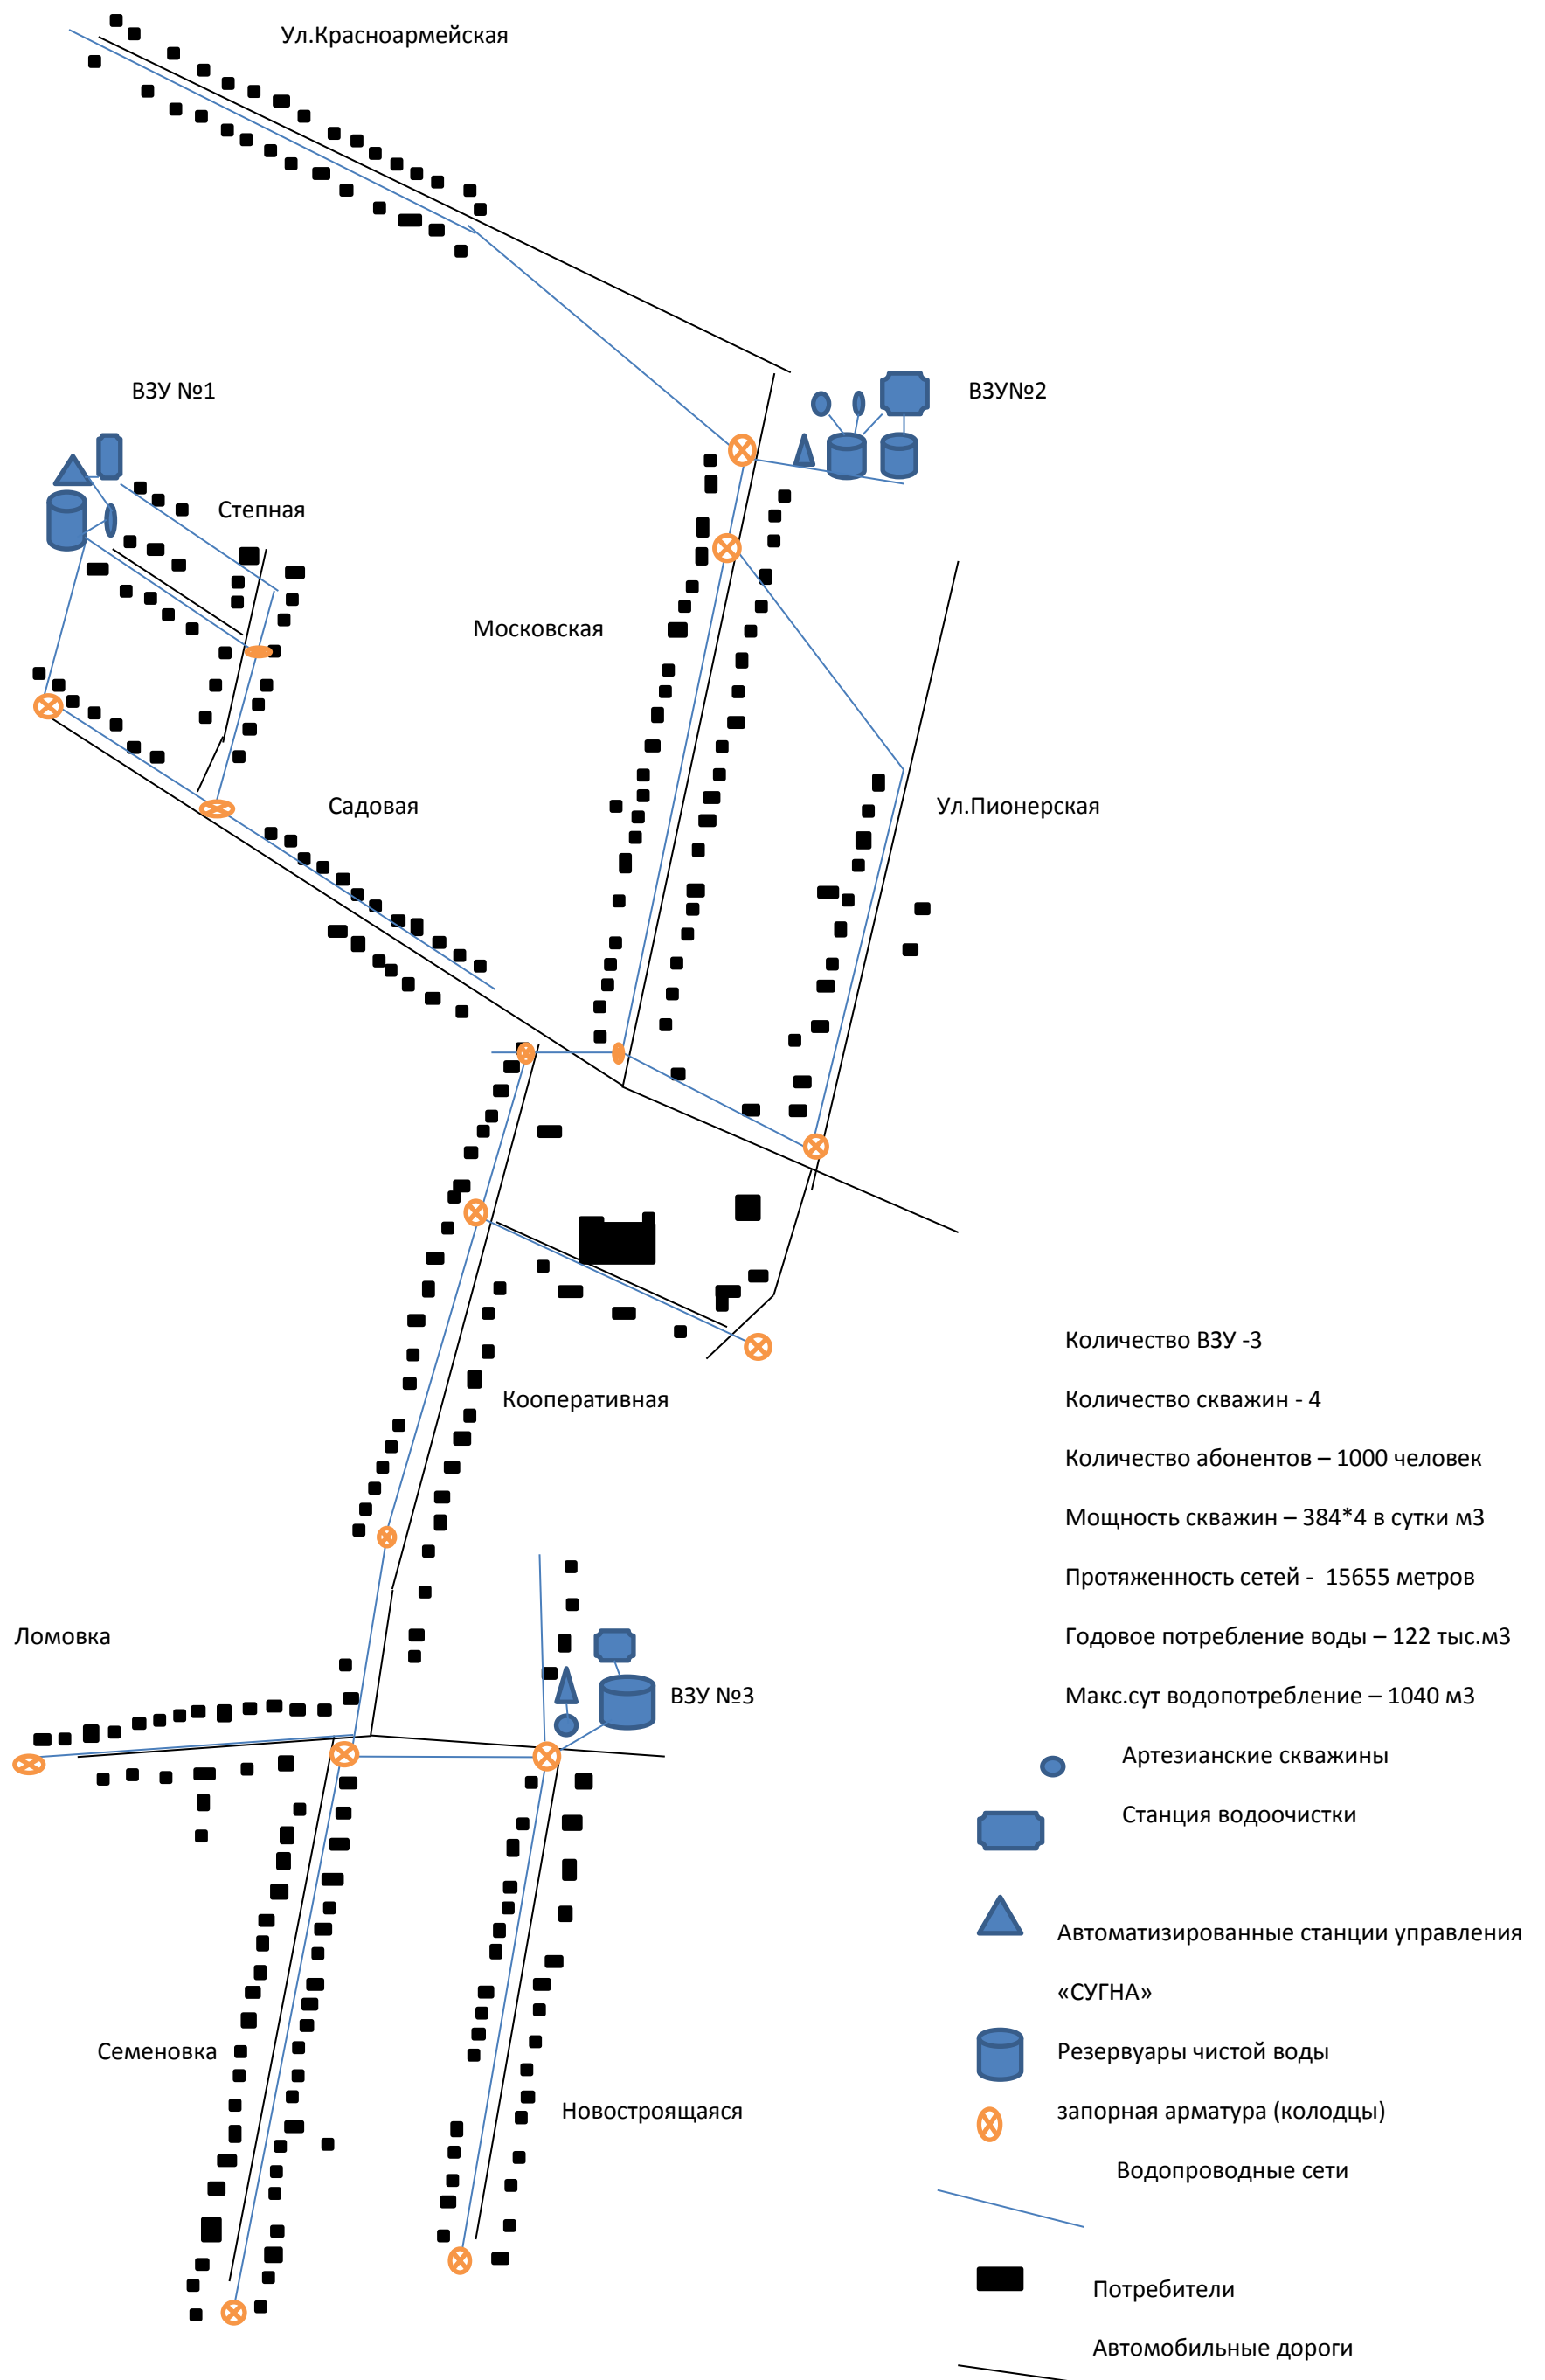 Ул.Красноармейская
ВЗУ №1
ВЗУ№2
Степная
Московская
Садовая
Ул.Пионерская
Количество ВЗУ -3
Кооперативная
Количество скважин - 4
Количество абонентов – 1000 человек
Мощность скважин – 384*4 в сутки м3
Протяженность сетей -  15655 метров
Ломовка
Годовое потребление воды – 122 тыс.м3
ВЗУ №3
Макс.сут водопотребление – 1040 м3
Артезианские скважины
Станция водоочистки
Автоматизированные станции управления
«СУГНА»
Семеновка
Резервуары чистой воды
Новостроящаяся
запорная арматура (колодцы)
Водопроводные сети
Потребители
Автомобильные дороги